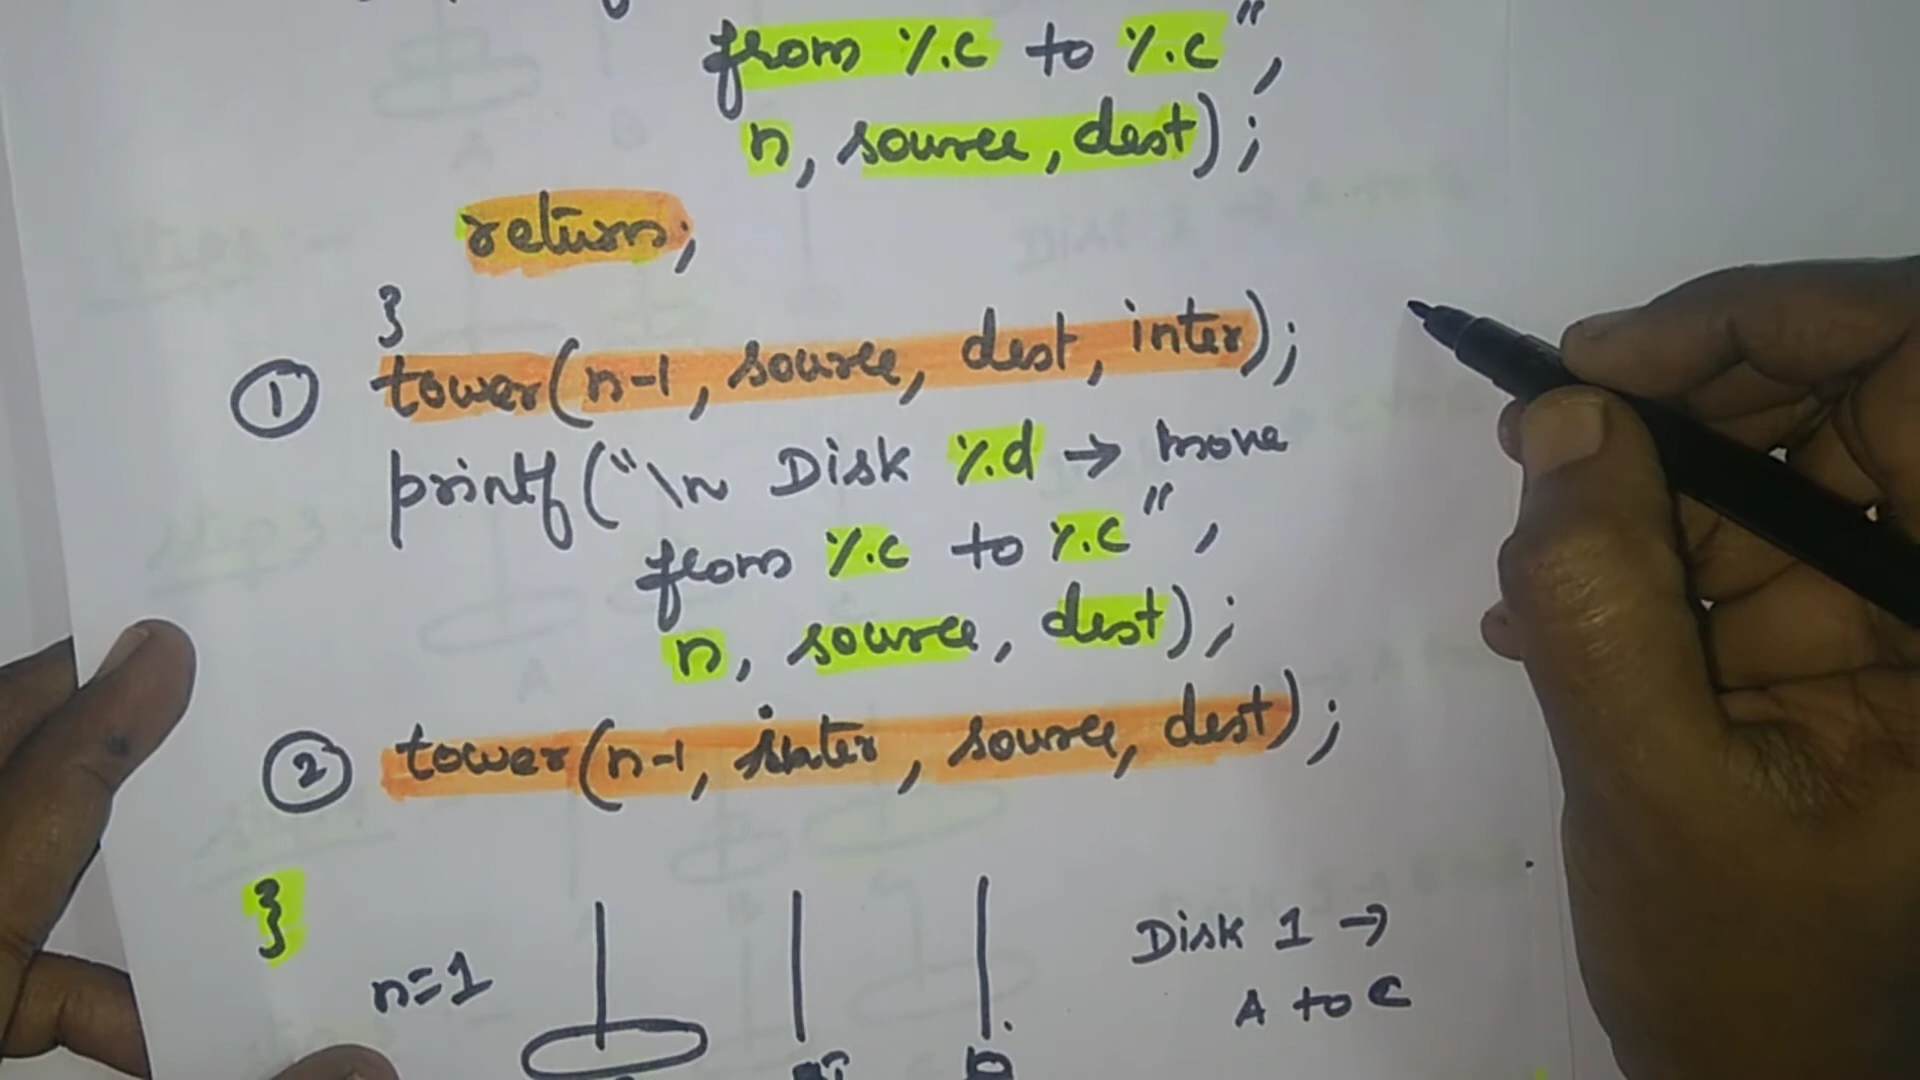 from %c to %c",
n, source, dest);
return;
}
① tower(n-1, source, dest, inter);
printf("\n Disk %d → move
from %c to %c",
n, source, dest);
② tower(n-1, inter, source, dest);
}
n=1
Disk 1 →
A to C